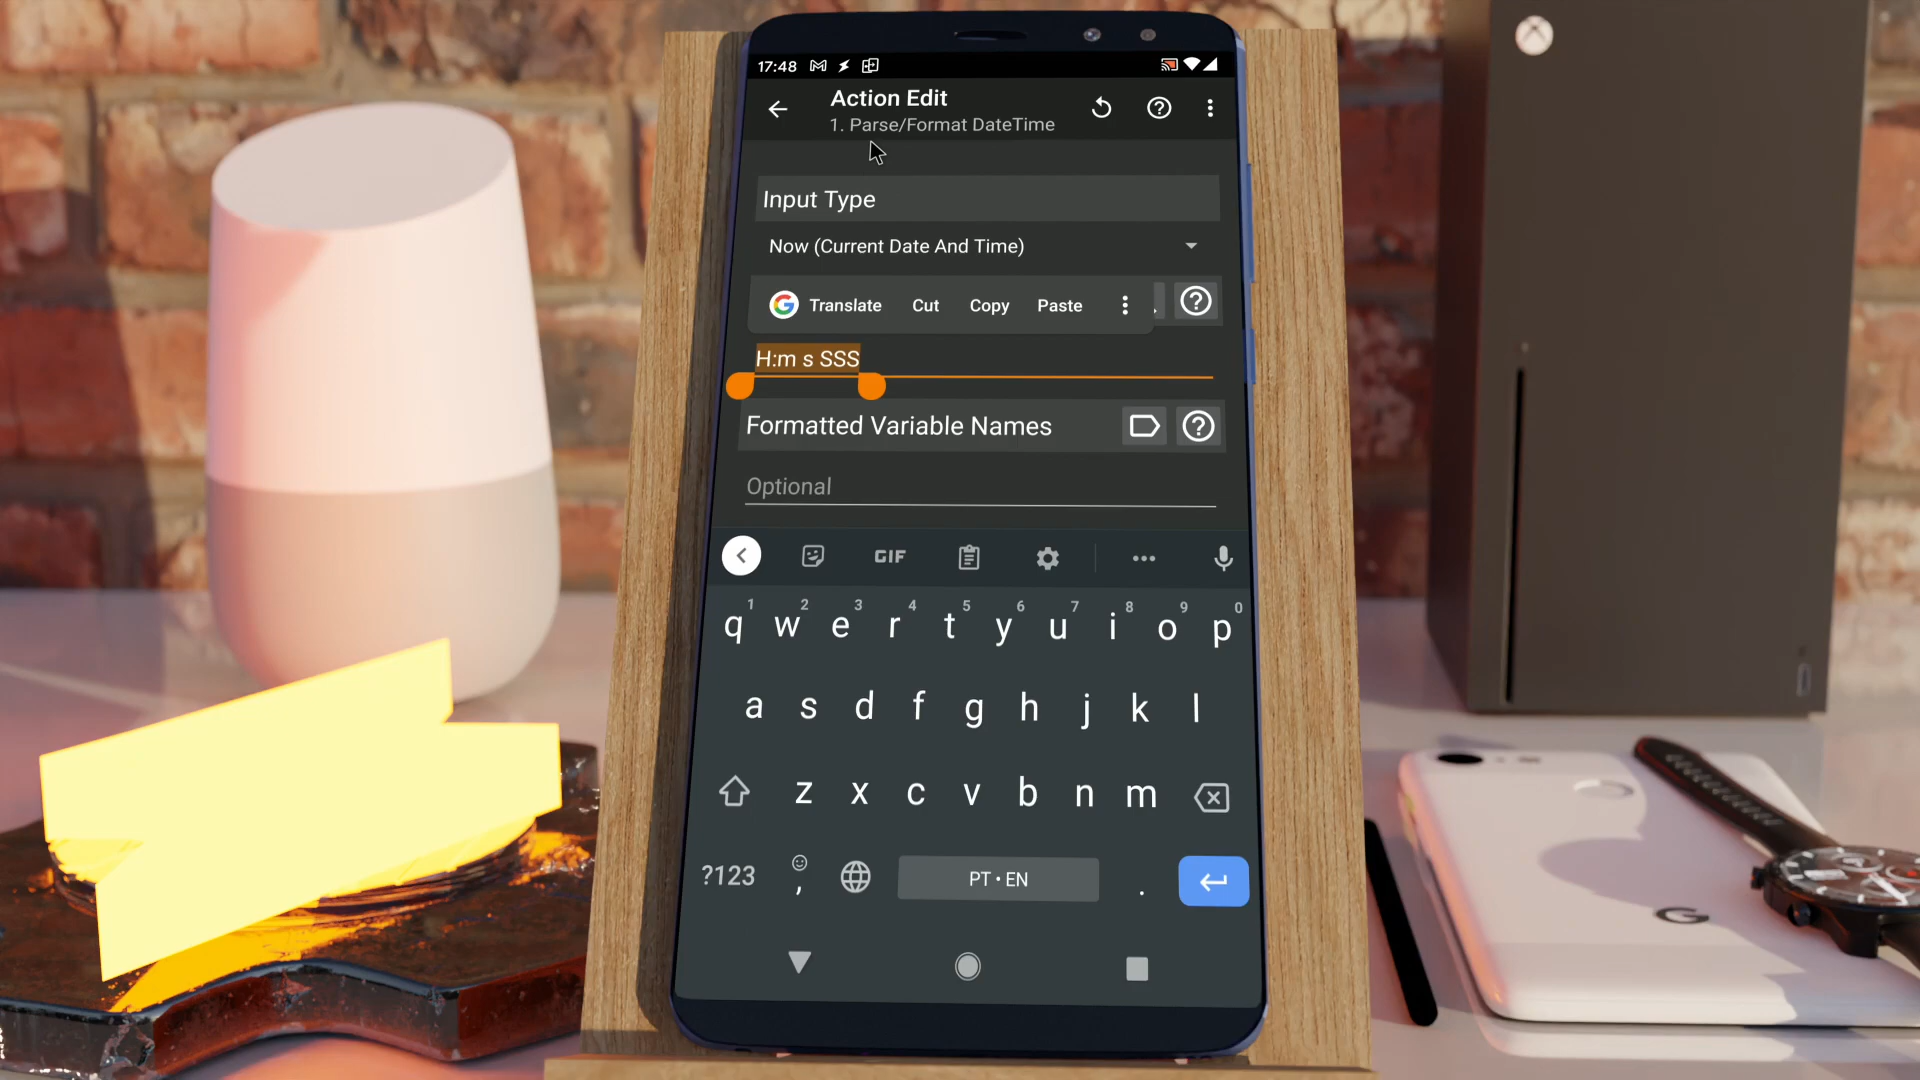 17:48
Action Edit
1. Parse/Format DateTime
Input Type
Now (Current Date And Time)
Translate Cut Copy Paste
H:m s SSS
Formatted Variable Names
Optional
GIF
1 2 3 4 5 6 7 8 9 0
q w e r t y u i o p
a s d f g h j k l
z x c v b n m
?123 , PT • EN .
G